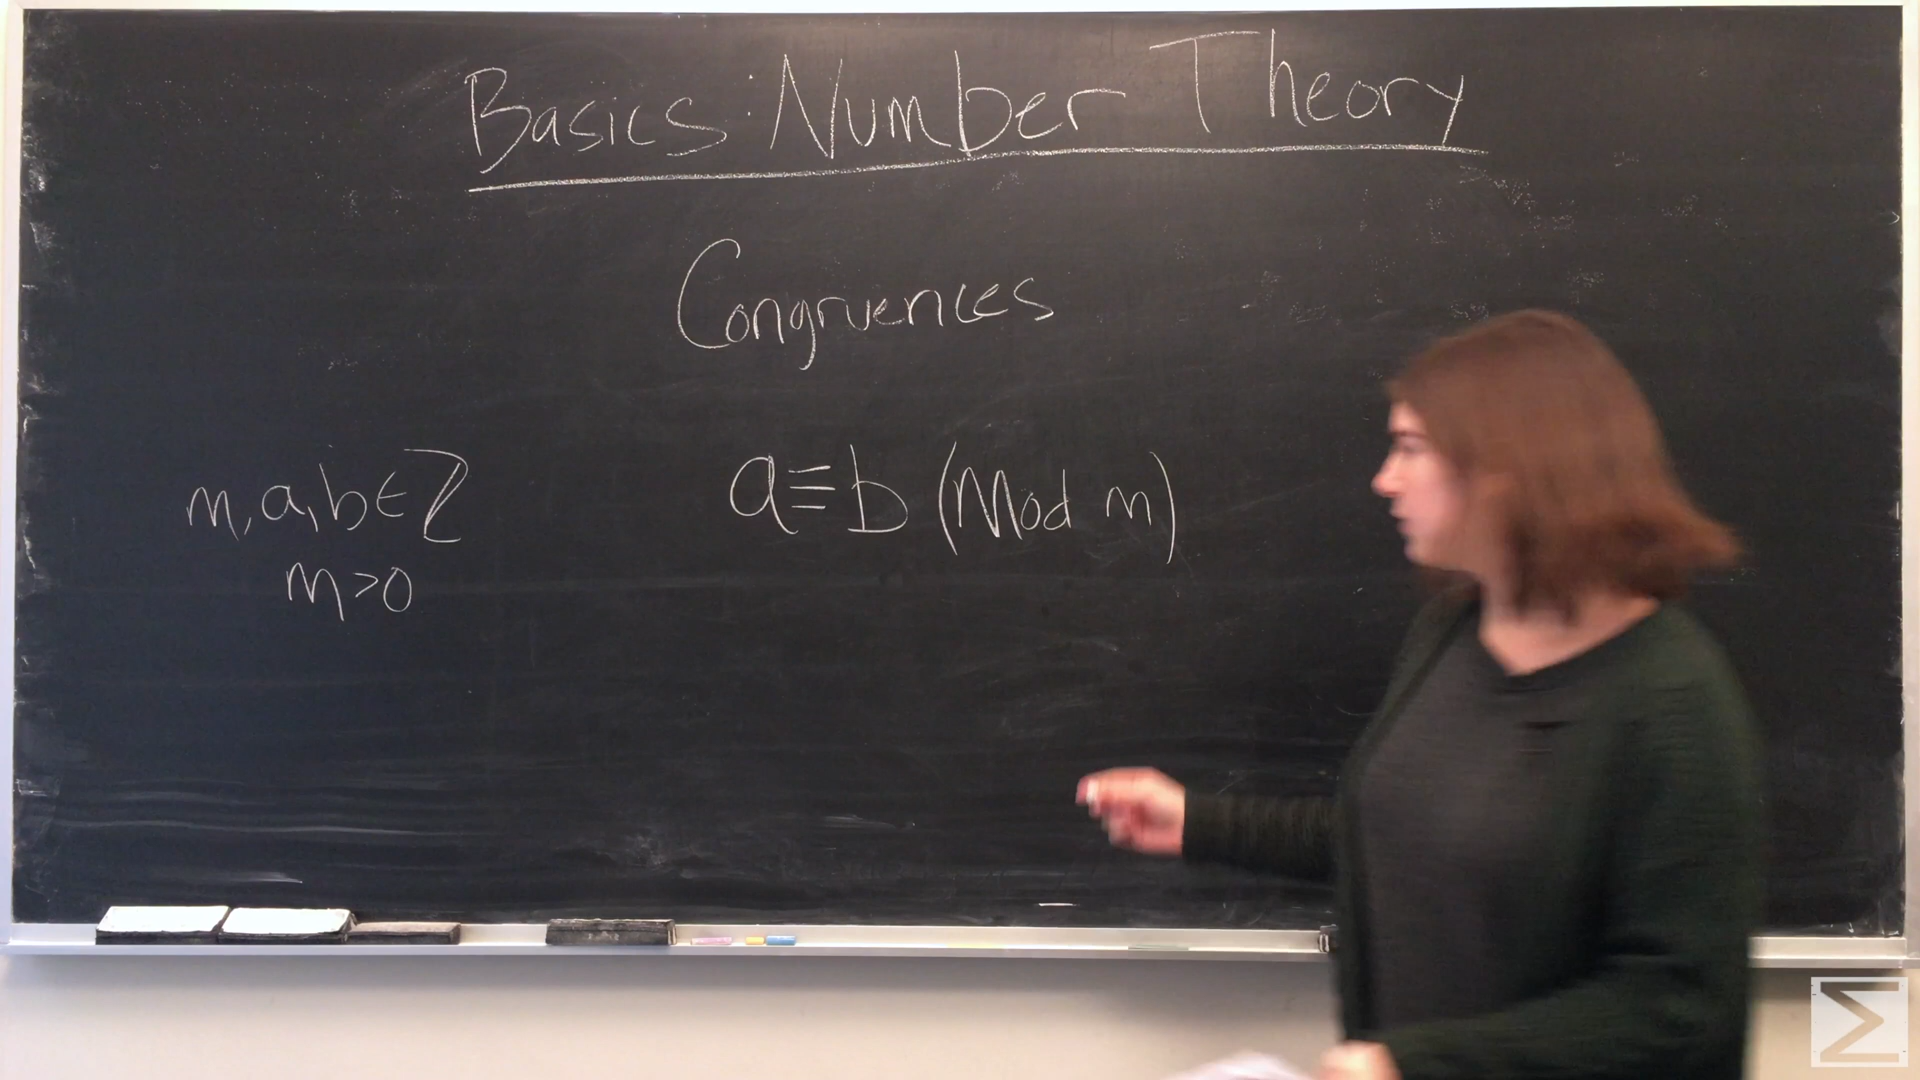 Basics: Number Theory
Congruences
m, a, b ∈ Z
m>0
a≡b (Mod m)
Σ